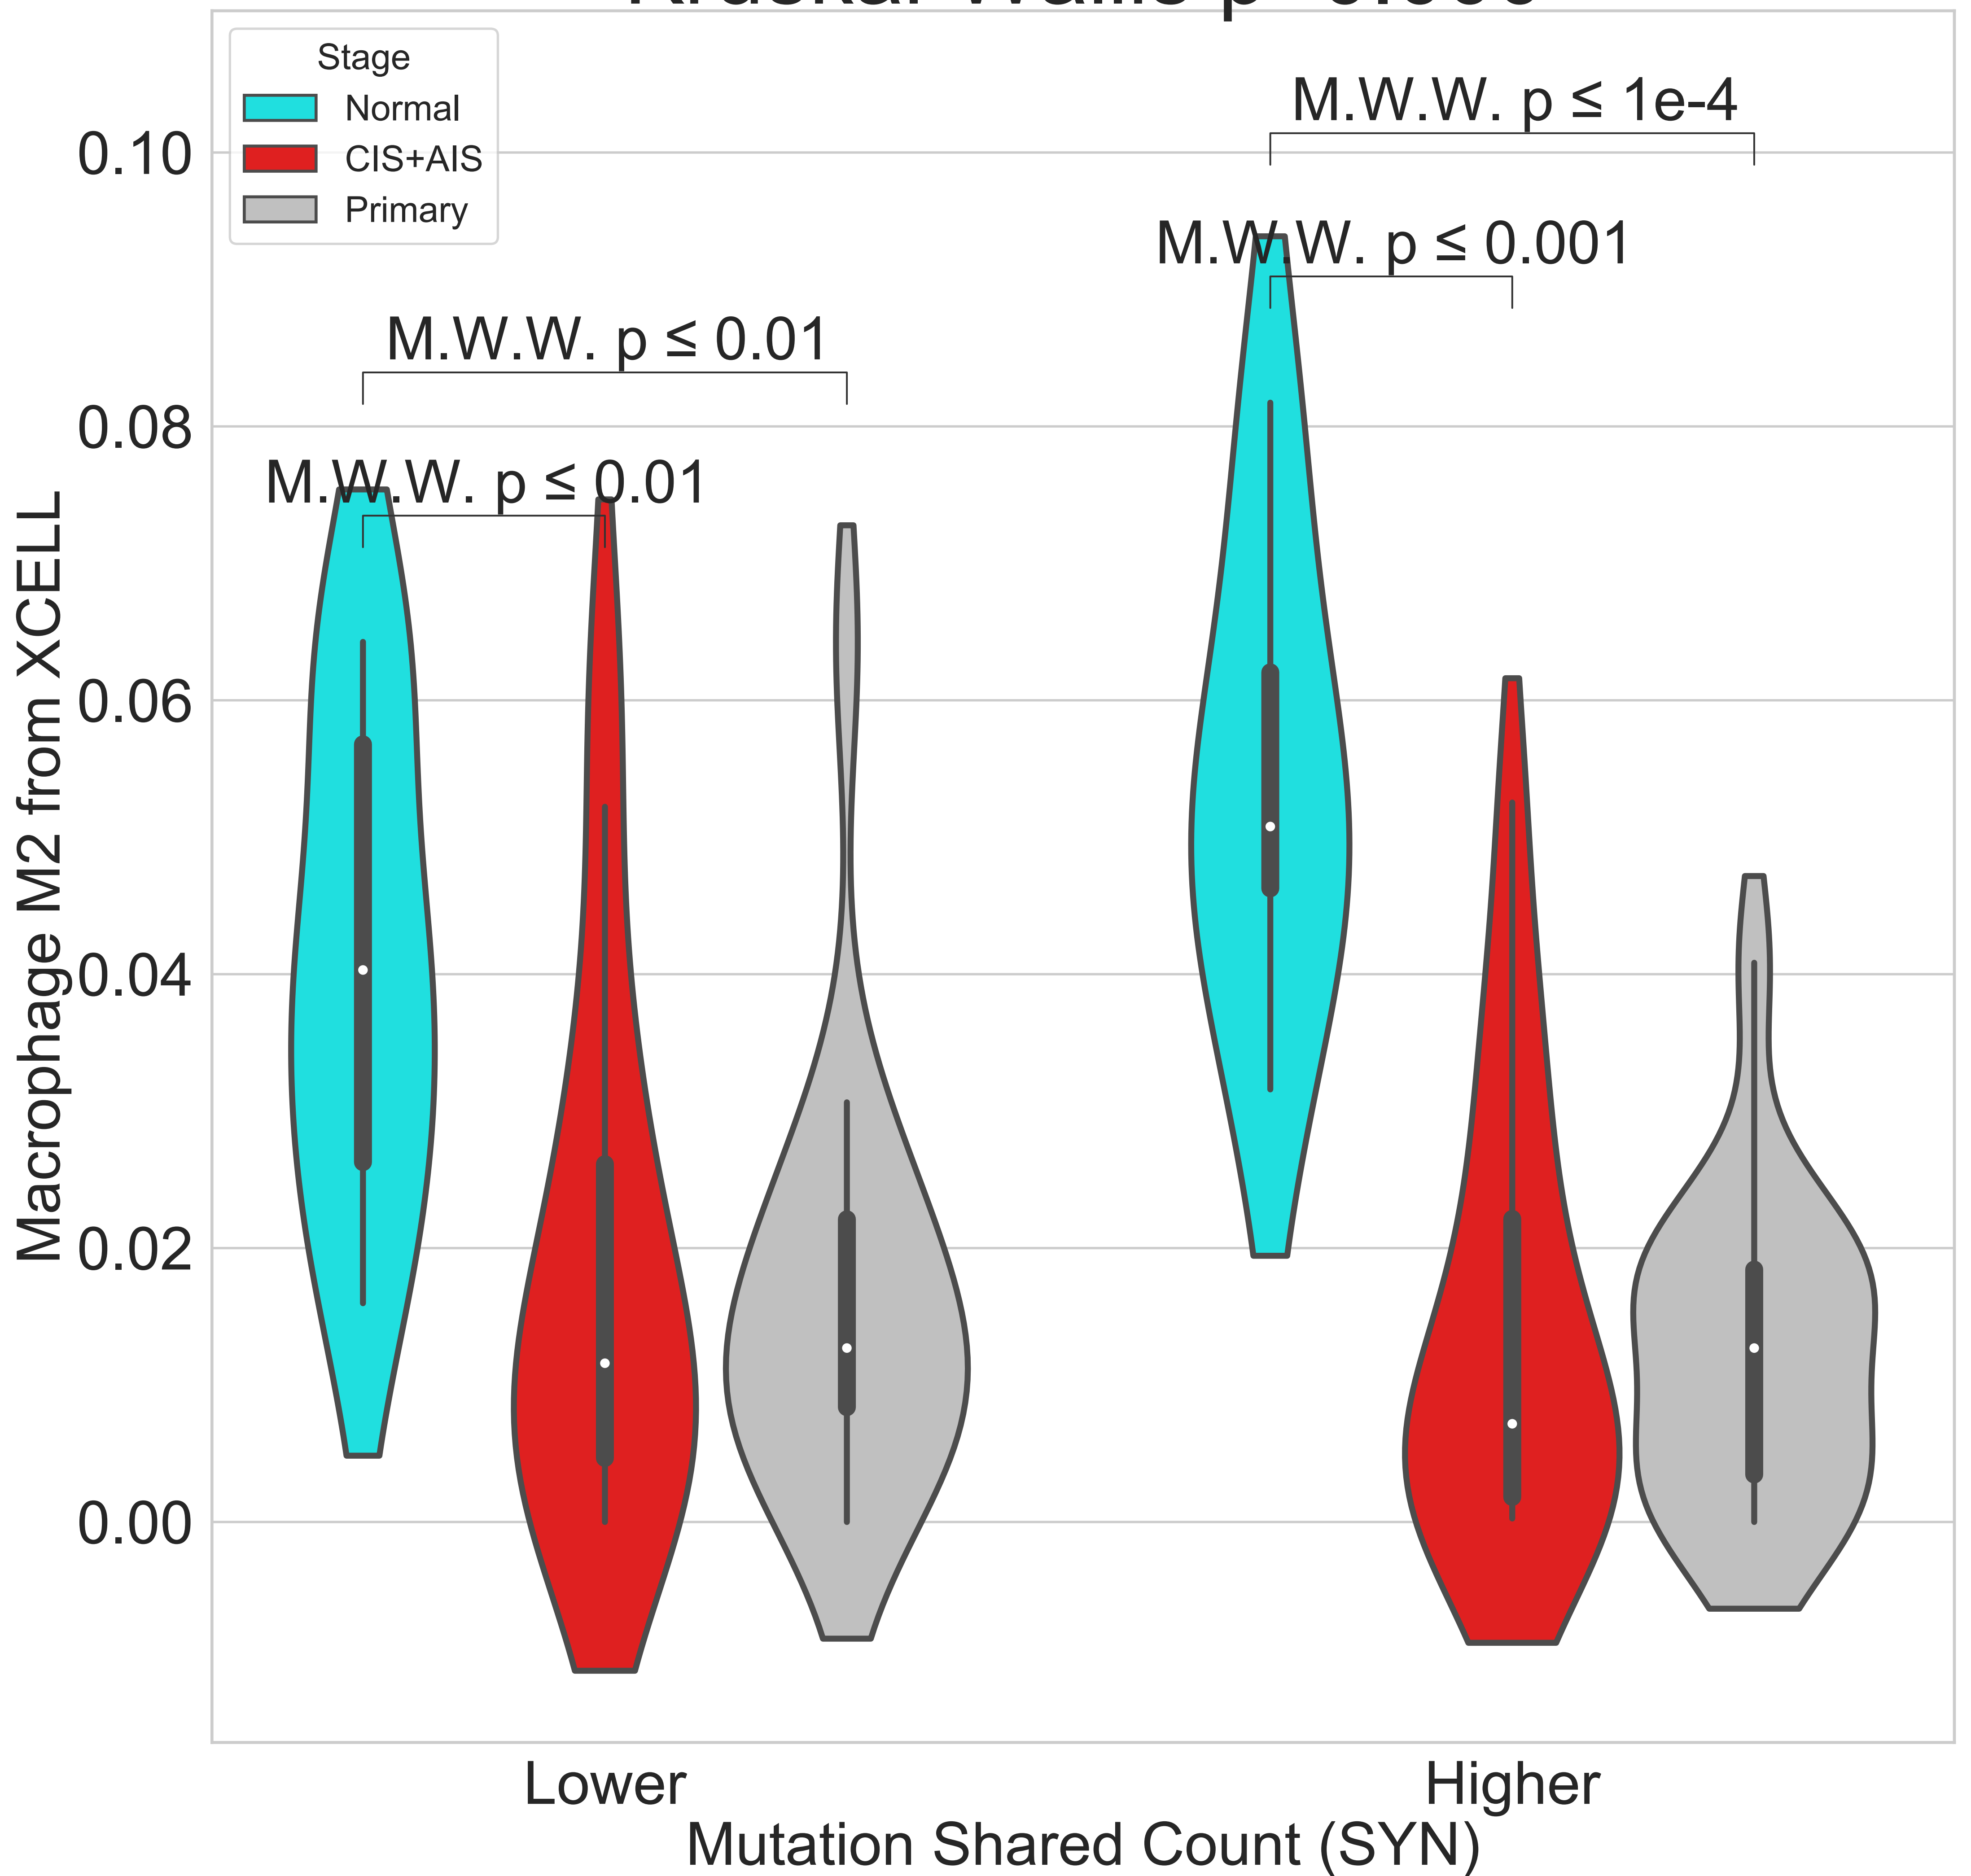 Stage
Normal
CIS+AIS
Primary
M.W.W. p ≤ 1e-4
M.W.W. p ≤ 0.001
M.W.W. p ≤ 0.01
M.W.W. p ≤ 0.01
0.10
0.08
0.06
0.04
0.02
0.00
Macrophage M2 from XCELL
Lower
Higher
Mutation Shared Count (SYN)